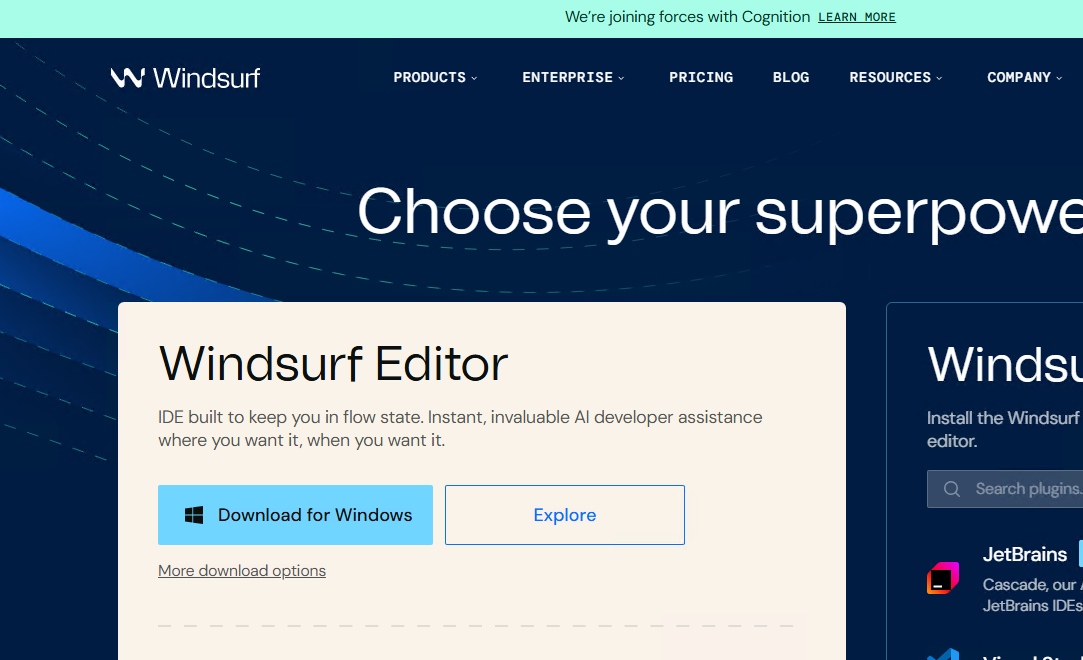 We're joining forces with Cognition LEARN MORE
Windsurf PRODUCTS ENTERPRISE PRICING BLOG RESOURCES COMPANY
Choose your superpowe
Windsurf Editor
IDE built to keep you in flow state. Instant, invaluable AI developer assistance
where you want it, when you want it.
Download for Windows Explore
More download options
Windsu
Install the Windsurf
editor.
Search plugins.
JetBrains
Cascade, our A
JetBrains IDEs